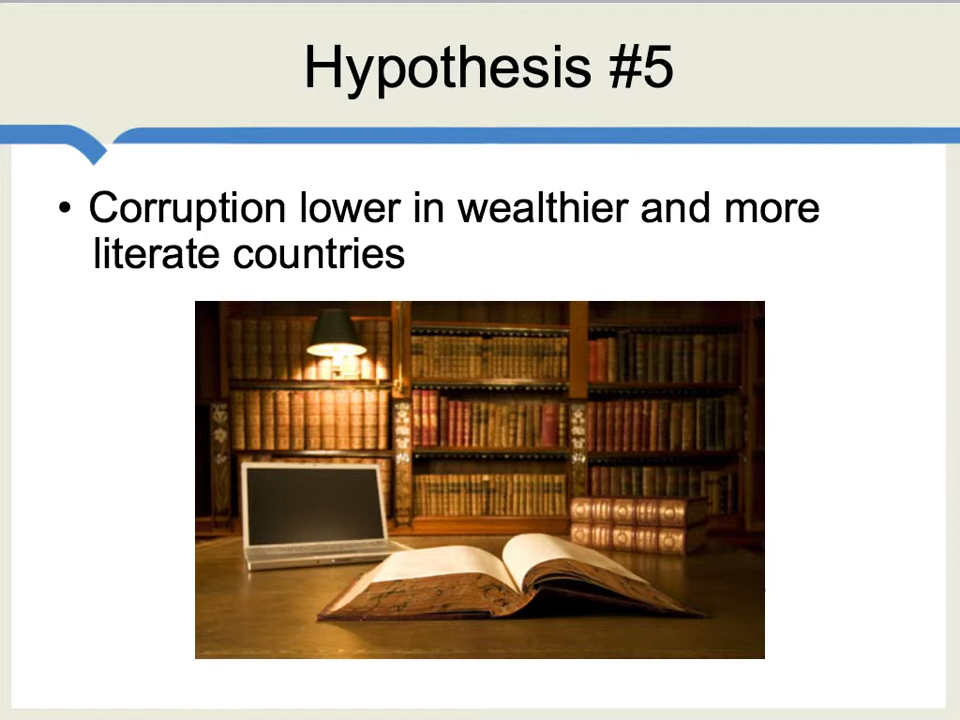 Hypothesis #5
• Corruption lower in wealthier and more
literate countries